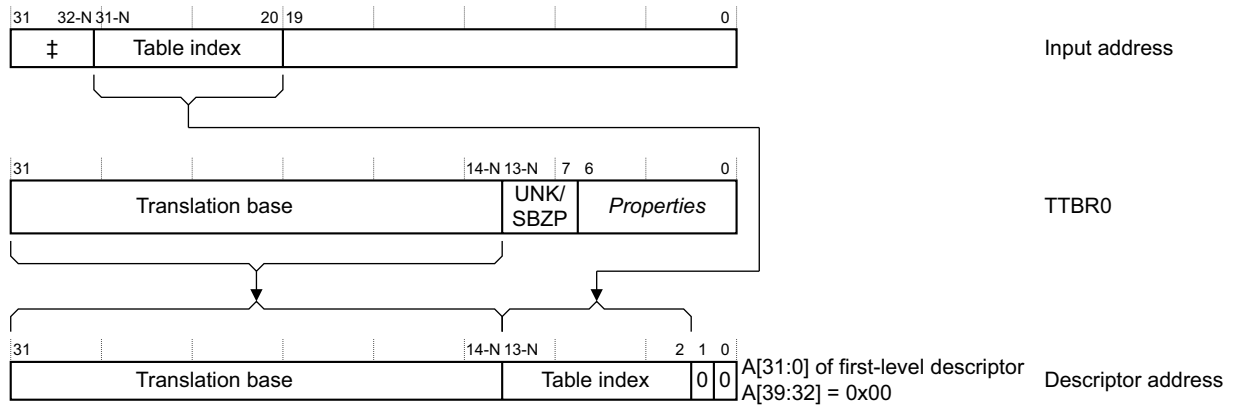 31 32-N 31-N 20 19 0
‡ Table index Input address
31 14-N 13-N 7 6 0
Translation base UNK/ SBZP Properties TTBR0
31 14-N 13-N 2 1 0
Translation base Table index 0 0 A[31:0] of first-level descriptor
A[39:32] = 0x00 Descriptor address